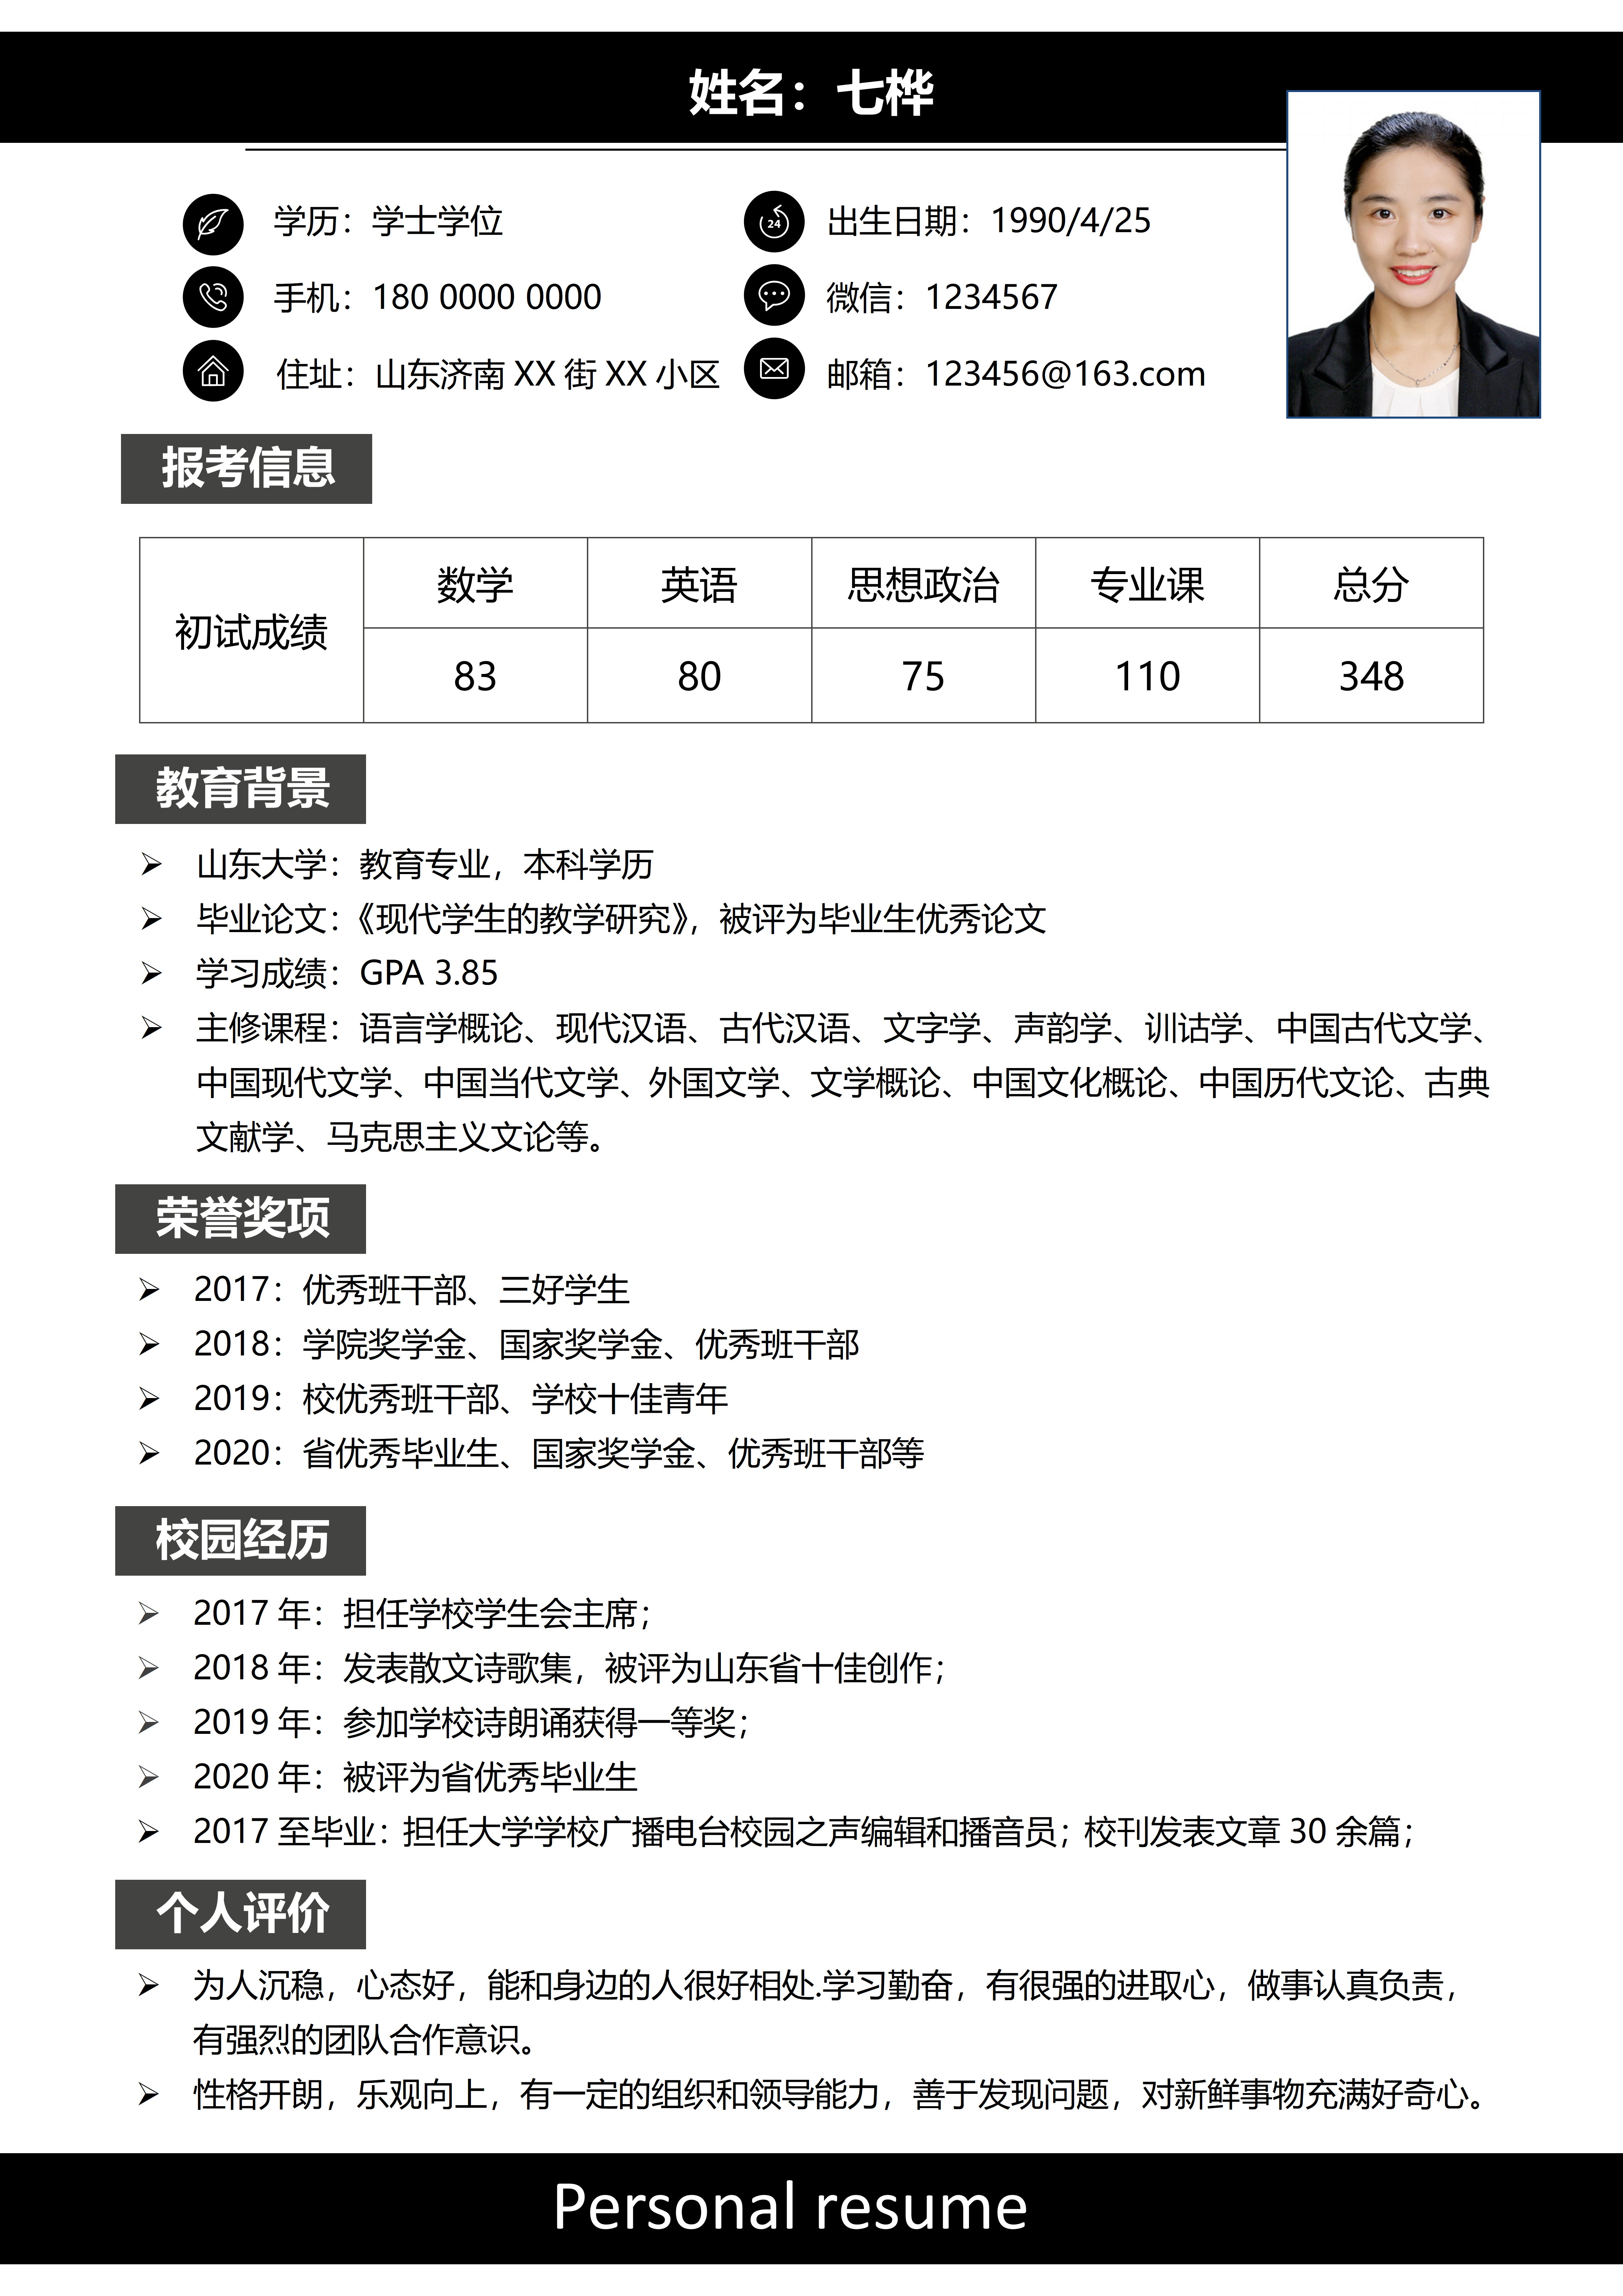 姓名：七桦
学历：学士学位
出生日期：1990/4/25
手机：180 0000 0000
微信：1234567
住址：山东济南 XX 街 XX 小区
邮箱：123456@163.com
24
报考信息
初试成绩 数学 英语 思想政治 专业课 总分
83 80 75 110 348
教育背景
山东大学：教育专业，本科学历
毕业论文：《现代学生的教学研究》，被评为毕业生优秀论文
学习成绩：GPA 3.85
主修课程：语言学概论、现代汉语、古代汉语、文字学、声韵学、训诂学、中国古代文学、
中国现代文学、中国当代文学、外国文学、文学概论、中国文化概论、中国历代文论、古典
文献学、马克思主义文论等。
荣誉奖项
2017：优秀班干部、三好学生
2018：学院奖学金、国家奖学金、优秀班干部
2019：校优秀班干部、学校十佳青年
2020：省优秀毕业生、国家奖学金、优秀班干部等
校园经历
2017 年：担任学校学生会主席；
2018 年：发表散文诗歌集，被评为山东省十佳创作；
2019 年：参加学校诗朗诵获得一等奖；
2020 年：被评为省优秀毕业生
2017 至毕业：担任大学学校广播电台校园之声编辑和播音员；校刊发表文章 30 余篇；
个人评价
为人沉稳，心态好，能和身边的人很好相处.学习勤奋，有很强的进取心，做事认真负责，
有强烈的团队合作意识。
性格开朗，乐观向上，有一定的组织和领导能力，善于发现问题，对新鲜事物充满好奇心。
Personal resume